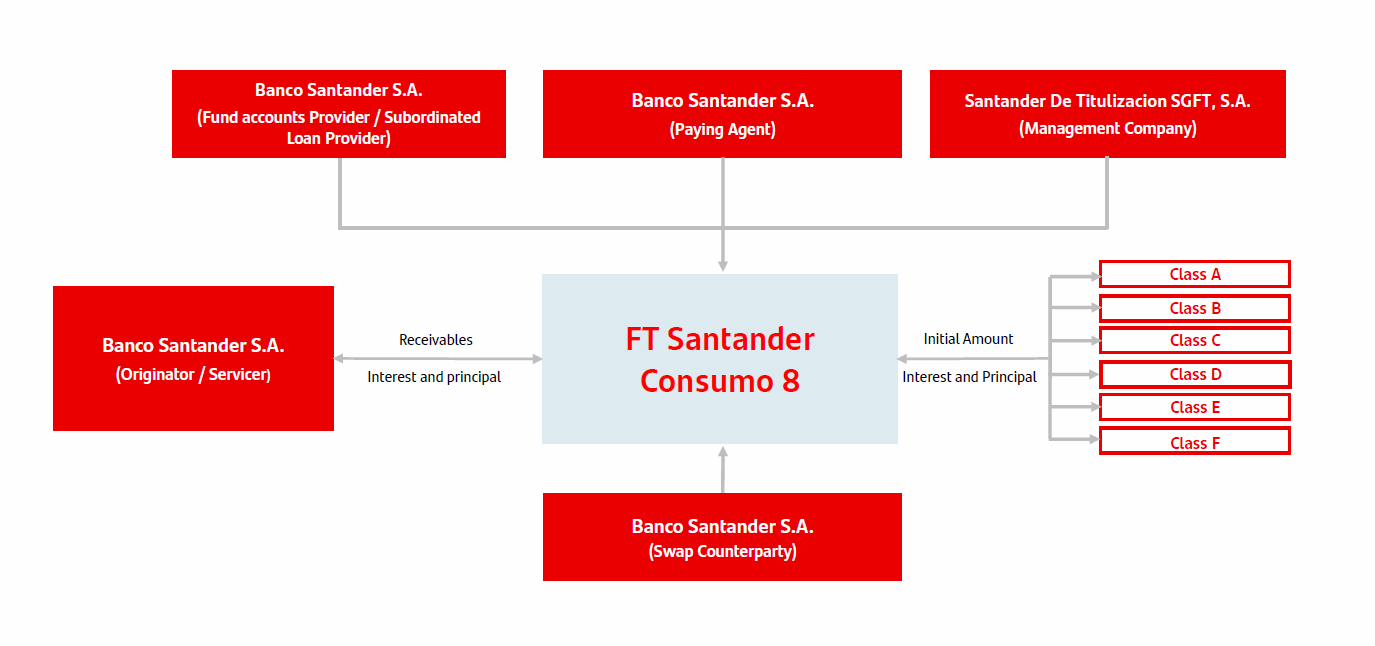 Banco Santander S.A.
(Fund accounts Provider / Subordinated
Loan Provider)
Banco Santander S.A.
(Paying Agent)
Santander De Titulizacion SGFT, S.A.
(Management Company)
Banco Santander S.A.
(Originator / Servicer)
Receivables
Interest and principal
FT Santander
Consumo 8
Initial Amount
Interest and Principal
Class A
Class B
Class C
Class D
Class E
Class F
Banco Santander S.A.
(Swap Counterparty)